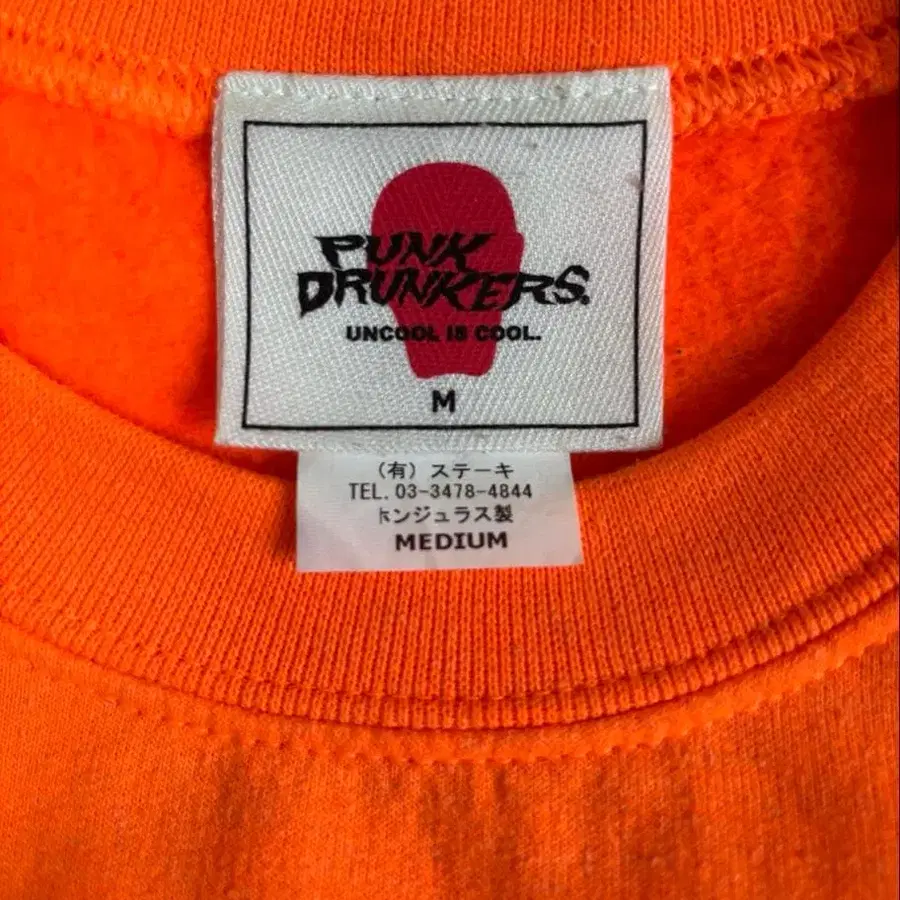 PUNK
DRUNKERS.
UNCOOL IS COOL.
M
(有) ステーキ
TEL. 03-3478-4844
ホンジュラス製
MEDIUM